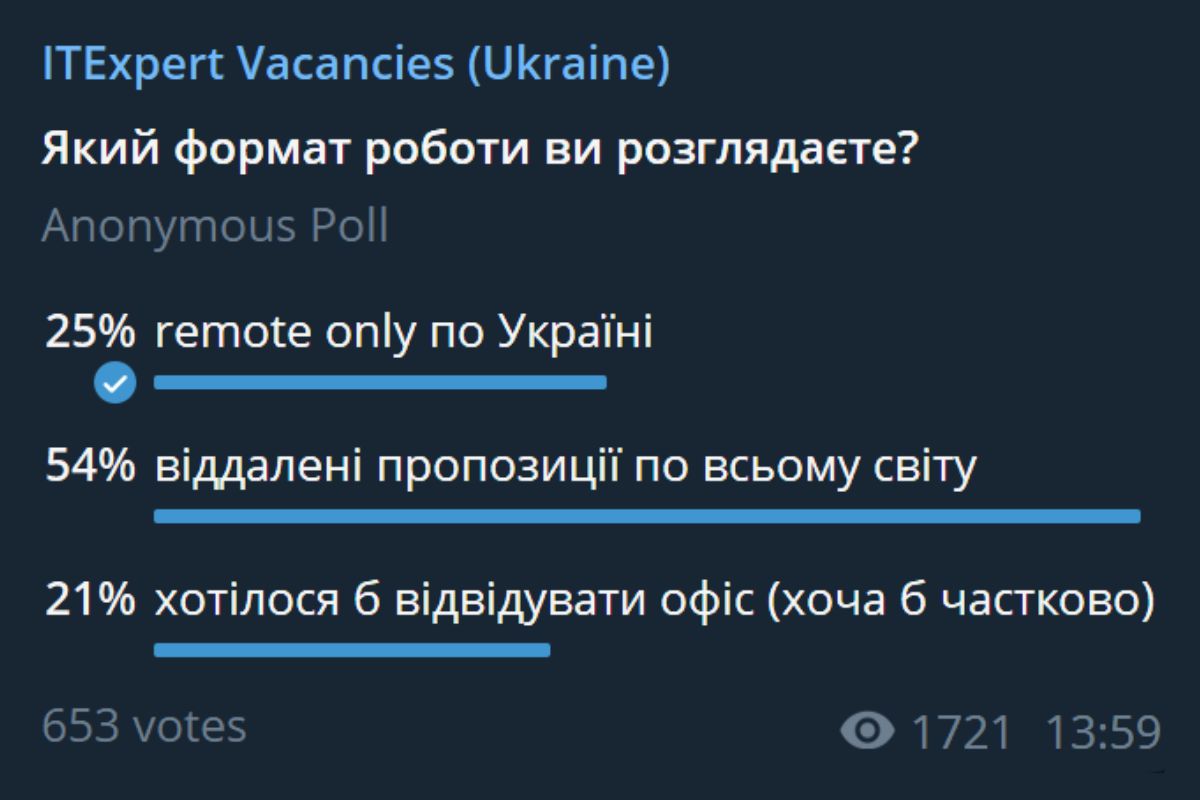 ITExpert Vacancies (Ukraine)
Який формат роботи ви розглядаєте?
Anonymous Poll
25% remote only по Україні
54% віддалені пропозиції по всьому світу
21% хотілося б відвідувати офіс (хоча б частково)
653 votes
1721 13:59